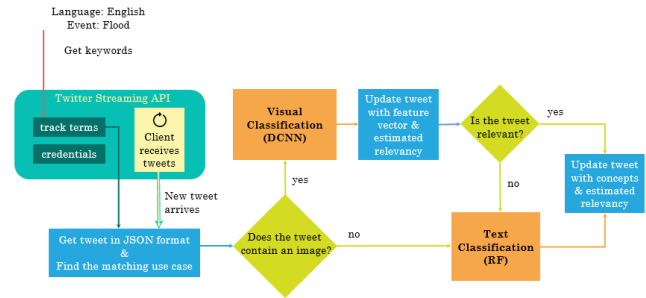 Language: English
Event: Flood
Get keywords
Twitter Streaming API
track terms
credentials
Client
receives
tweets
New tweet
arrives
Get tweet in JSON format
&
Find the matching use case
Does the tweet
contain an image?
yes
no
Visual
Classification
(DCNN)
Update tweet
with feature
vector &
estimated
relevancy
Is the tweet
relevant?
yes
no
Text
Classification
(RF)
Update tweet
with concepts
& estimated
relevancy